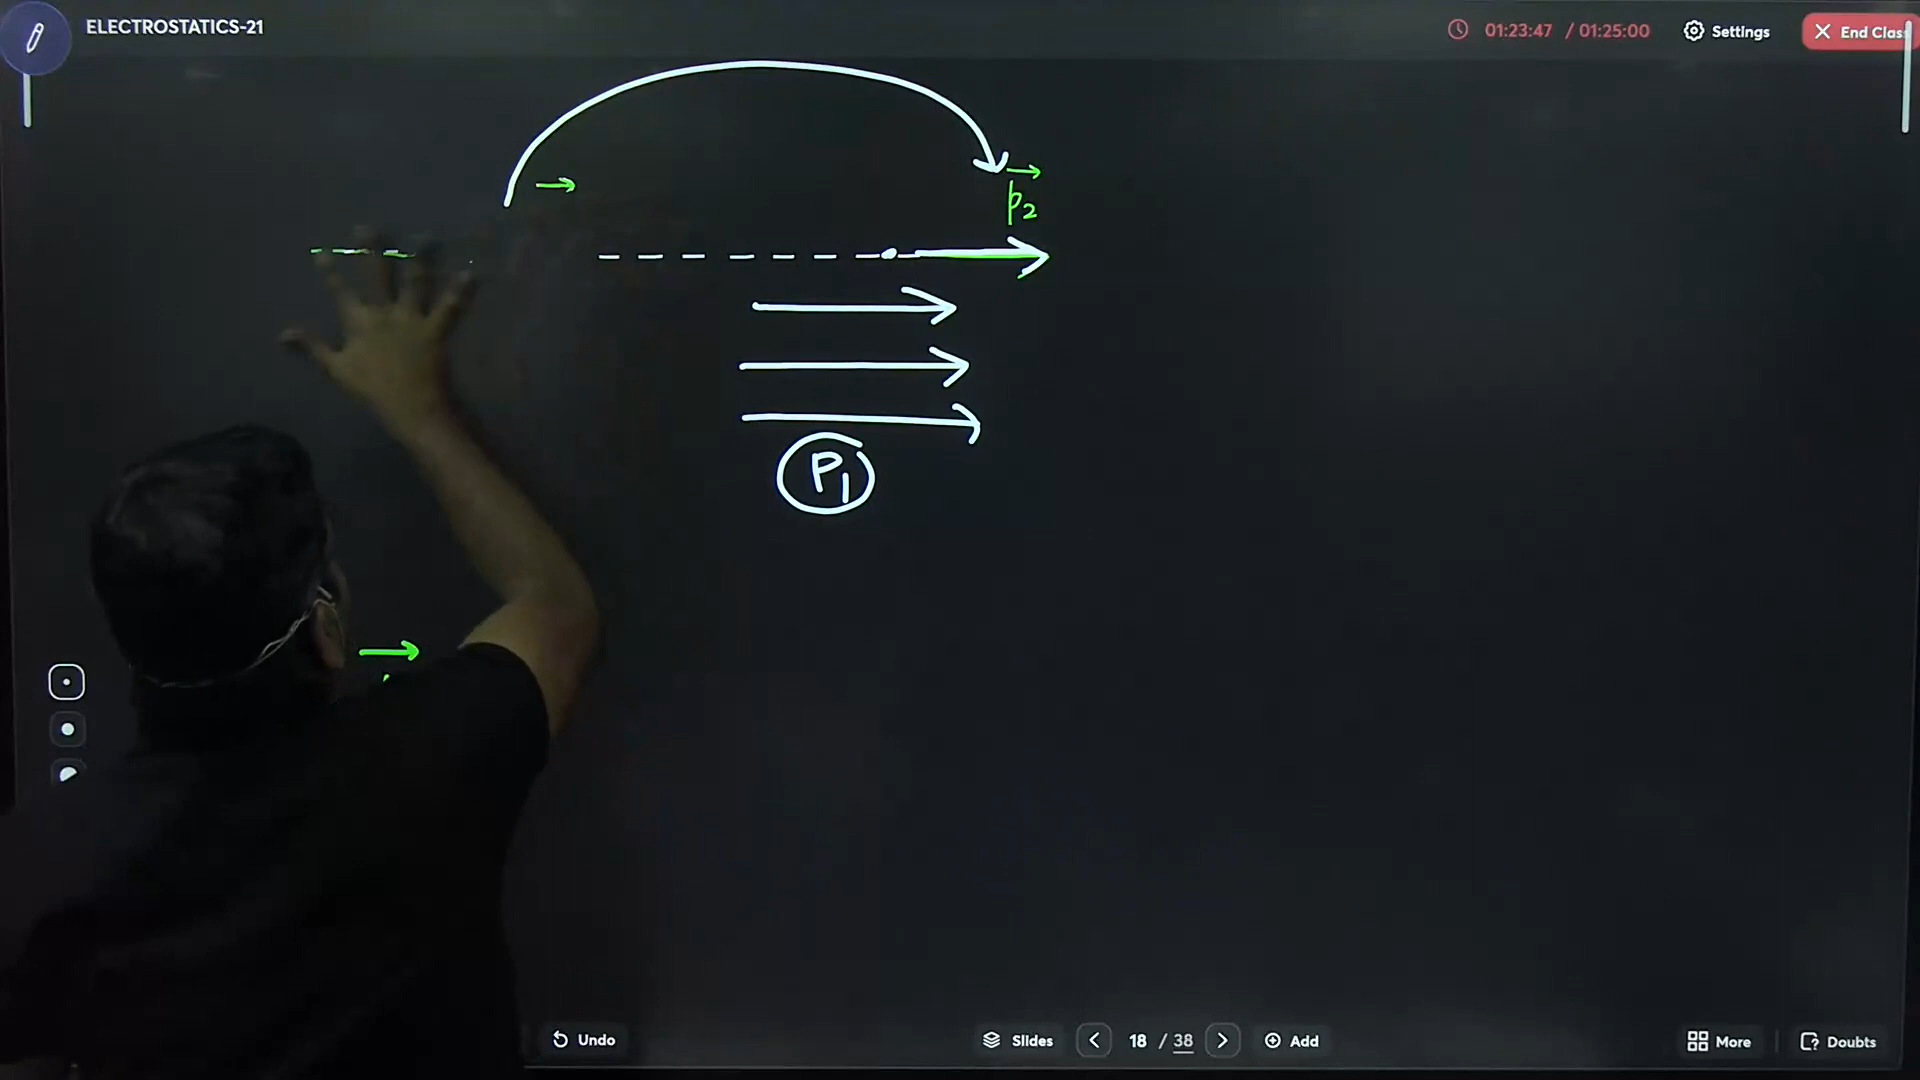 ELECTROSTATICS-21
01:23:47 / 01:25:00
Settings
End Class
p₂
P₁
Undo
Slides
18 / 38
Add
More
Doubts